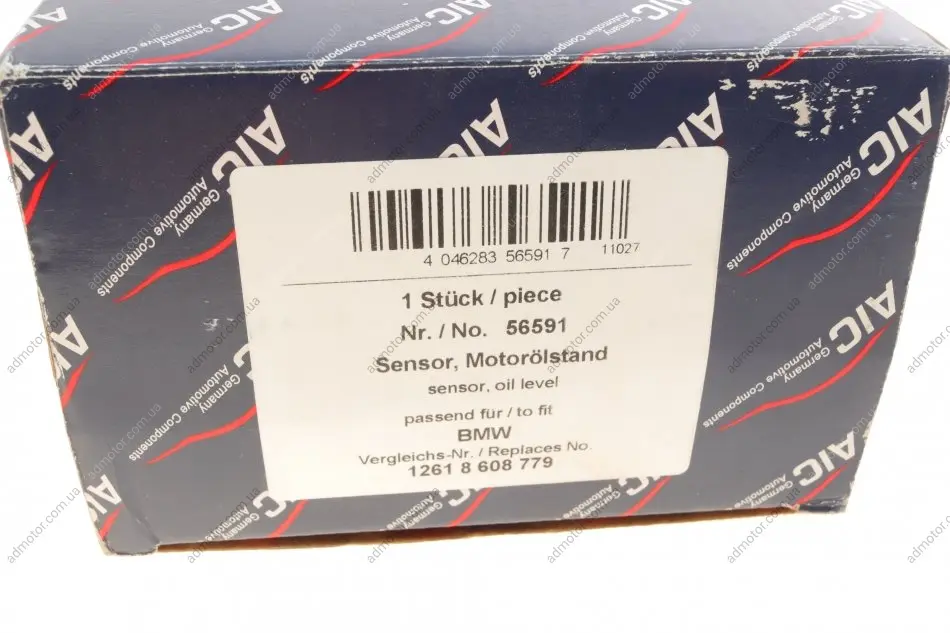 AIC
Germany
Automotive Components
4 046283 56591 7
11027
1 Stück / piece
Nr. / No. 56591
Sensor, Motorölstand
sensor, oil level
passend für / to fit
BMW
Vergleichs-Nr. / Replaces No.
1261 8 608 779
admotor.com.ua